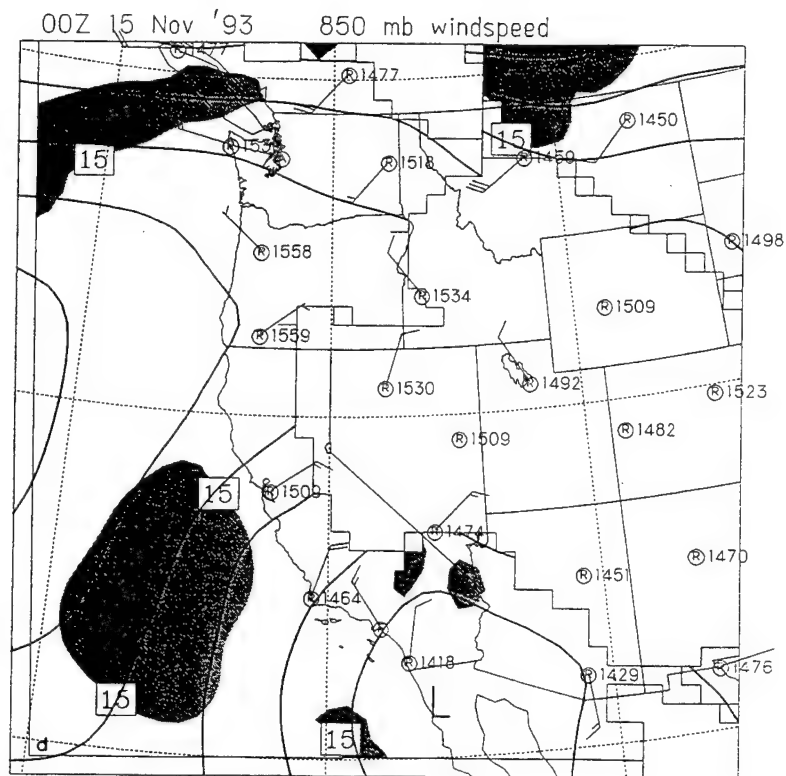 00Z 15 Nov '93 850 mb windspeed
R 1477
R 1450
15
15
R 1518
R 1459
R 1498
R 1558
R 1534
R 1509
R 1559
R 1530
R 1492
R 1523
R 1509
R 1482
15
R 1509
R 1474
R 1451
R 1470
R 1464
R 1418
R 1429
R 1476
L
15
d
15